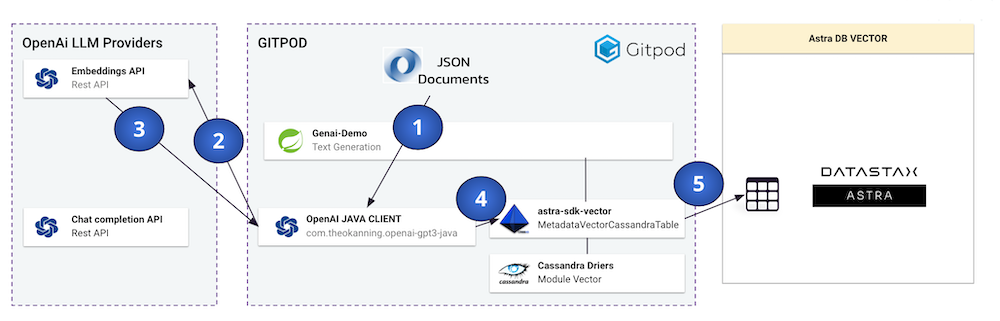 OpenAi LLM Providers
Embeddings API
Rest API
3
2
Chat completion API
Rest API
GITPOD
JSON
Documents
Gitpod
1
Genai-Demo
Text Generation
OpenAI JAVA CLIENT
com.theokanning.openai-gpt3-java
4
astra-sdk-vector
MetadataVectorCassandraTable
cassandra
Cassandra Driers
Module Vector
5
Astra DB VECTOR
DATASTAX
ASTRA